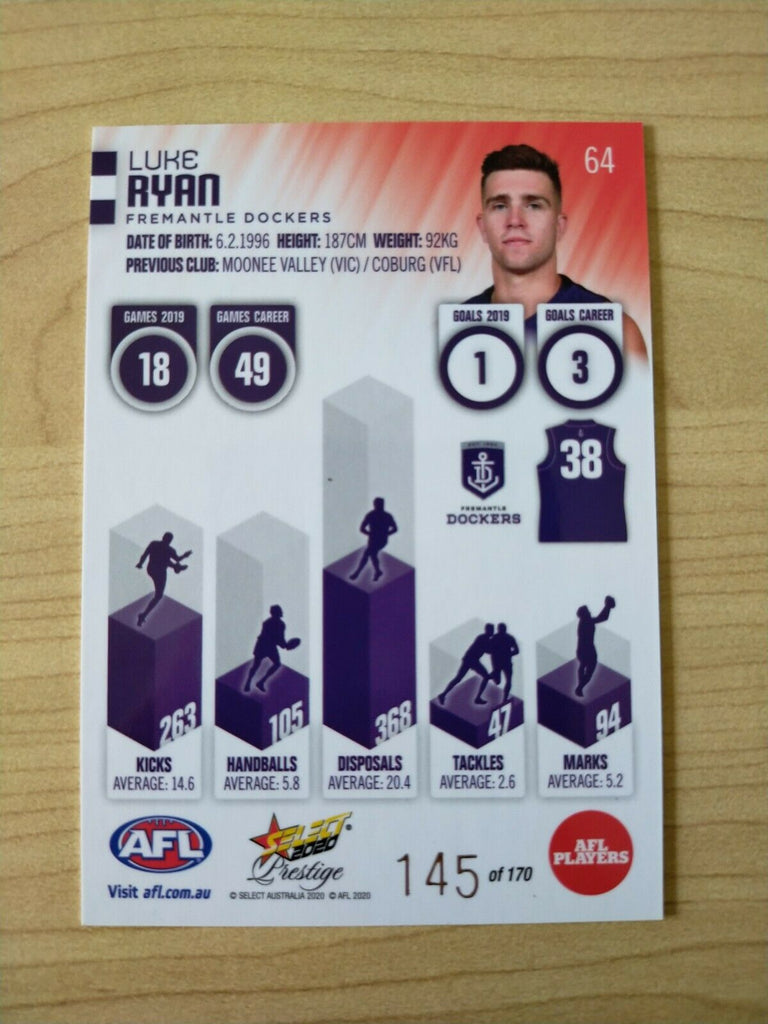 LUKE
RYAN
FREMANTLE DOCKERS
64
DATE OF BIRTH: 6.2.1996 HEIGHT: 187CM WEIGHT: 92KG
PREVIOUS CLUB: MOONEE VALLEY (VIC) / COBURG (VFL)
GAMES 2019
18
GAMES CAREER
49
GOALS 2019
1
GOALS CAREER
3
38
FREMANTLE
DOCKERS
263
KICKS
AVERAGE: 14.6
105
HANDBALLS
AVERAGE: 5.8
368
DISPOSALS
AVERAGE: 20.4
47
TACKLES
AVERAGE: 2.6
94
MARKS
AVERAGE: 5.2
AFL
Visit afl.com.au
SELECT
2020
Prestige
© SELECT AUSTRALIA 2020 © AFL 2020
145 of 170
AFL
PLAYERS